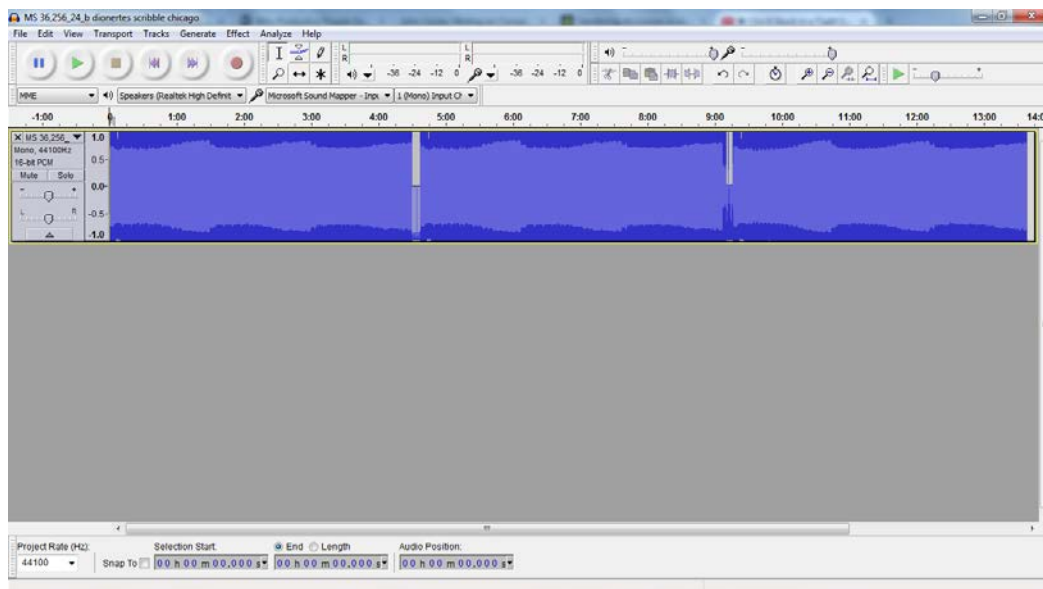 MS 36,256_24_b dionertes scribble chicago
File Edit View Transport Tracks Generate Effect Analyze Help
L R -36 -24 -12 0 L R -36 -24 -12 0
MME Speakers (Realtek High Definit Microsoft Sound Mapper - Inpu 1 (Mono) Input Ch
-1:00 0 1:00 2:00 3:00 4:00 5:00 6:00 7:00 8:00 9:00 10:00 11:00 12:00 13:00 14:0
X MS 36,256_ 1.0
Mono, 44100Hz
16-bit PCM 0.5
Mute Solo
- + 0.0
L R -0.5
-1.0
Project Rate (Hz): Selection Start: End Length Audio Position:
44100 Snap To 00 h 00 m 00.000 s 00 h 00 m 00.000 s 00 h 00 m 00.000 s